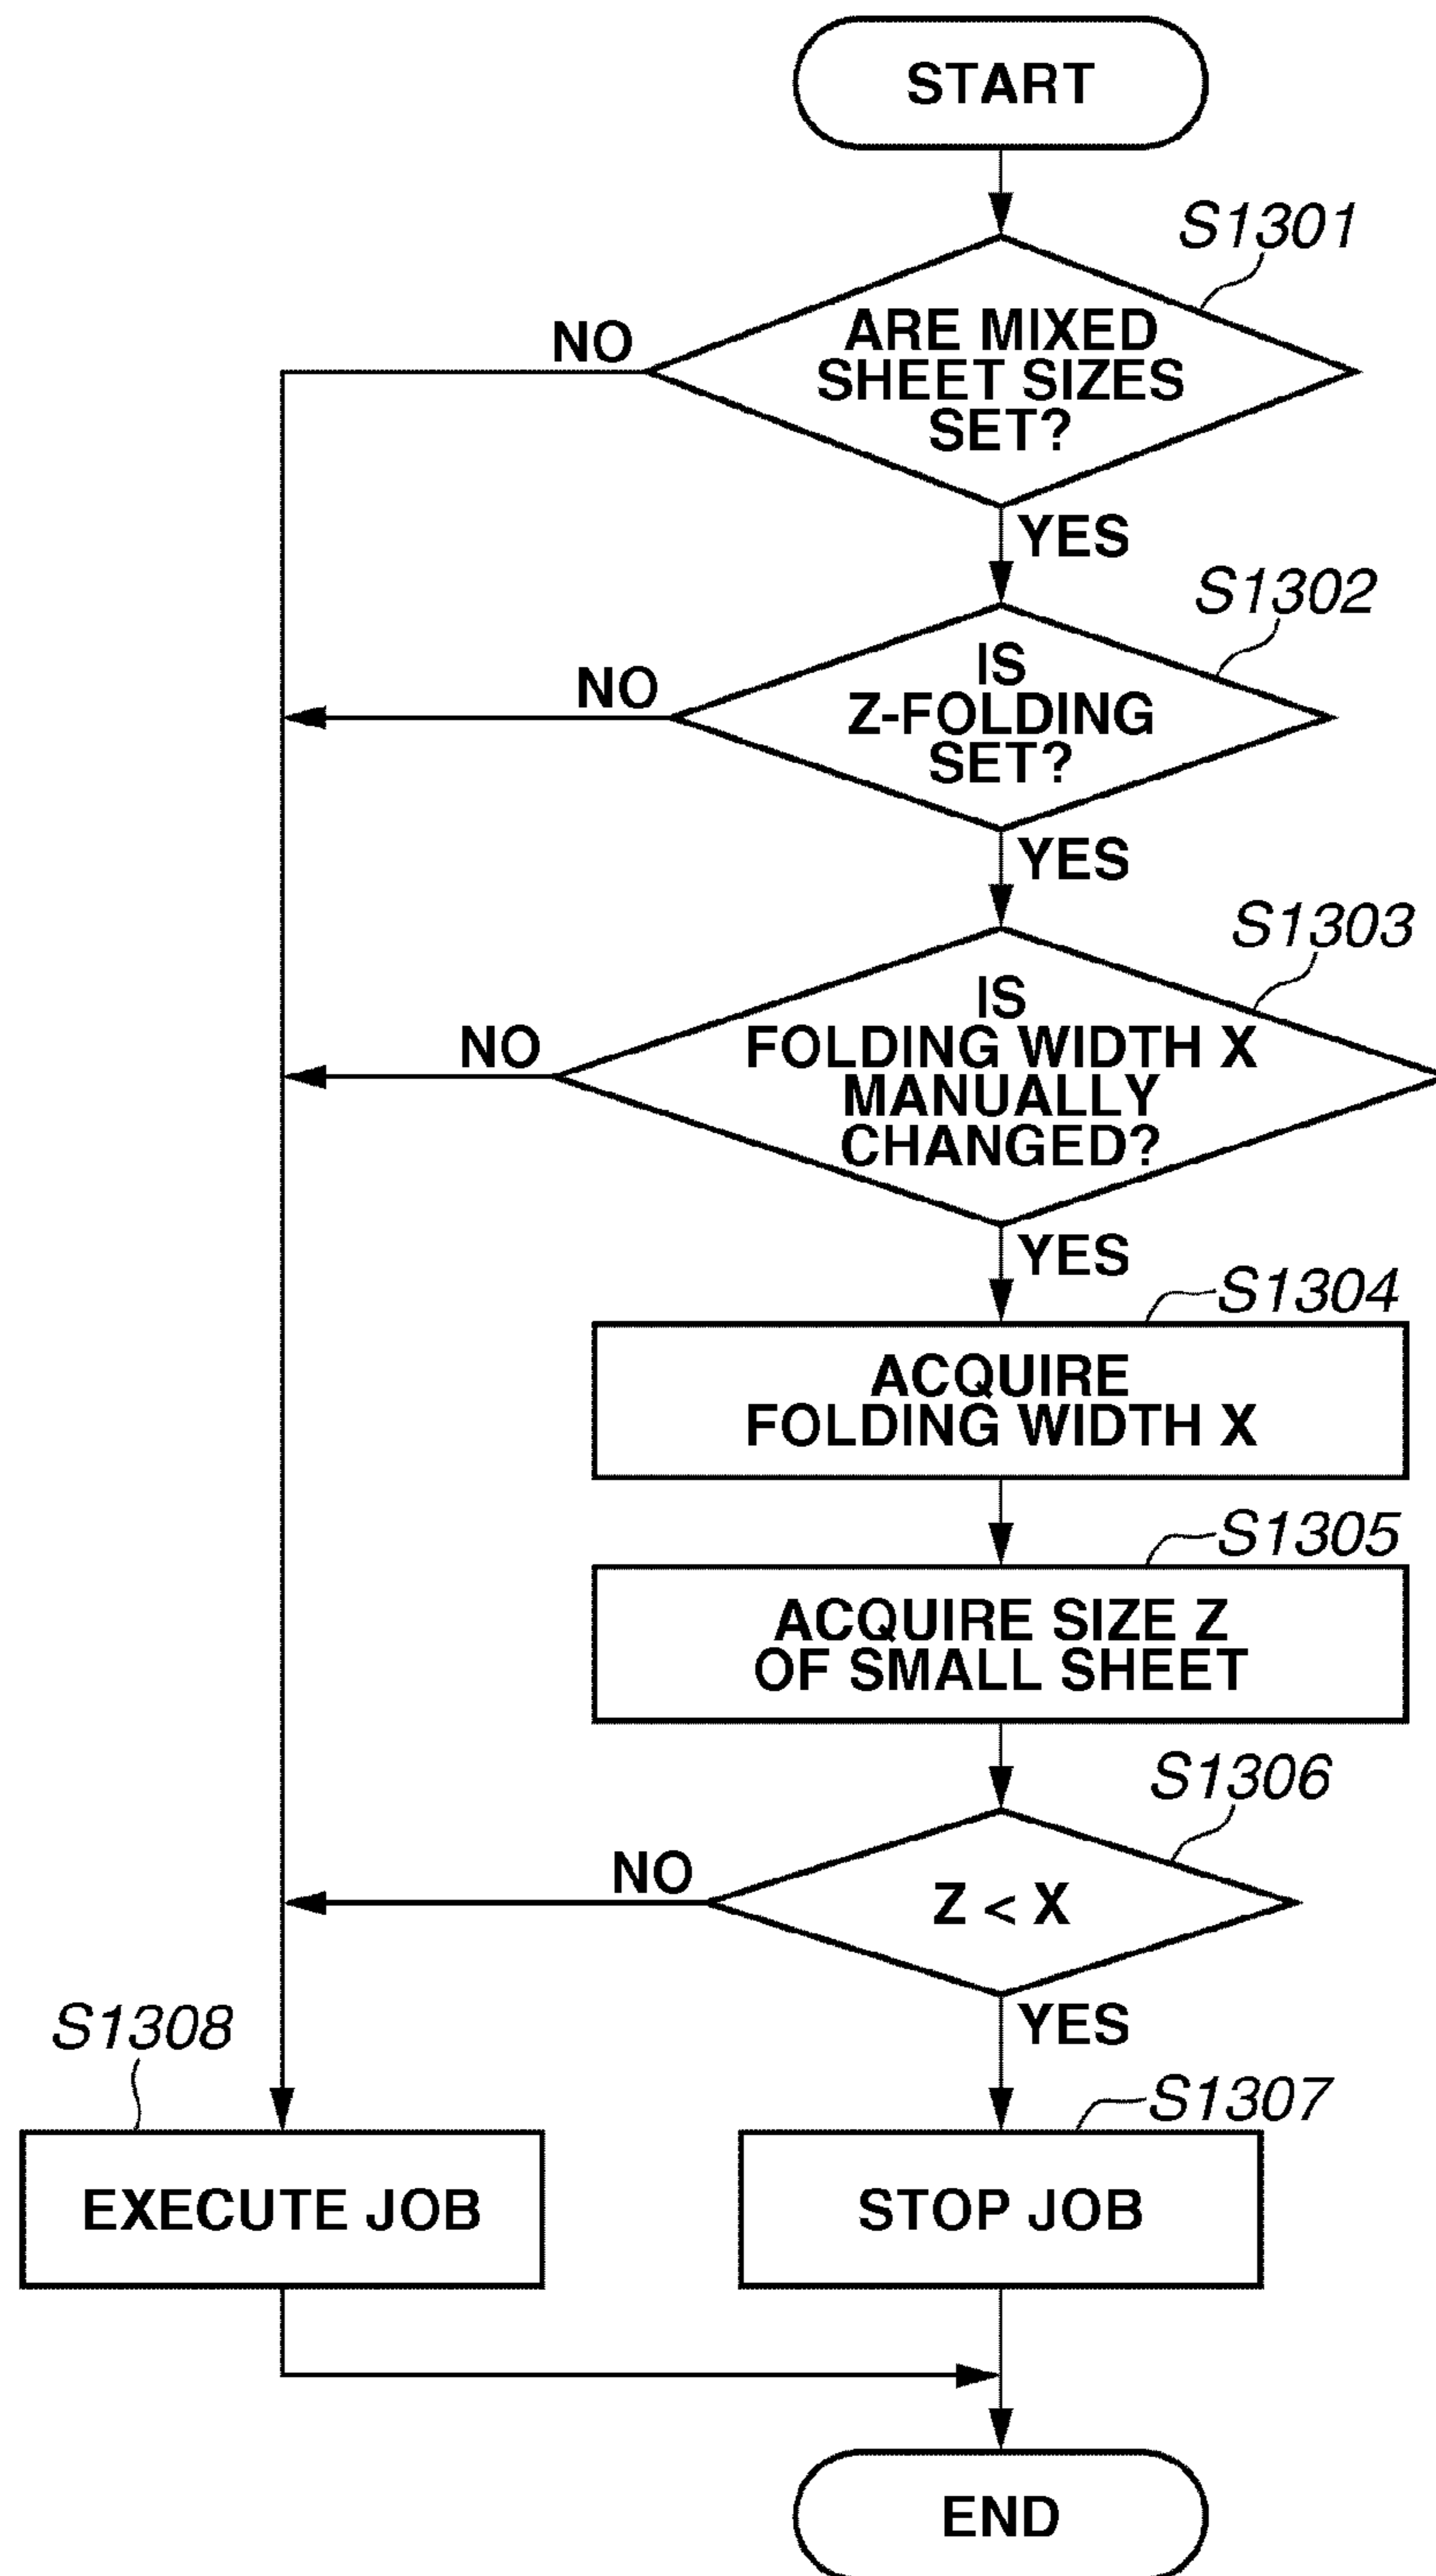 START
S1301
ARE MIXED
SHEET SIZES
SET?
NO
YES
S1302
IS
Z-FOLDING
SET?
NO
YES
S1303
IS
FOLDING WIDTH X
MANUALLY
CHANGED?
NO
YES
S1304
ACQUIRE
FOLDING WIDTH X
S1305
ACQUIRE SIZE Z
OF SMALL SHEET
S1306
Z < X
NO
YES
S1308
EXECUTE JOB
S1307
STOP JOB
END